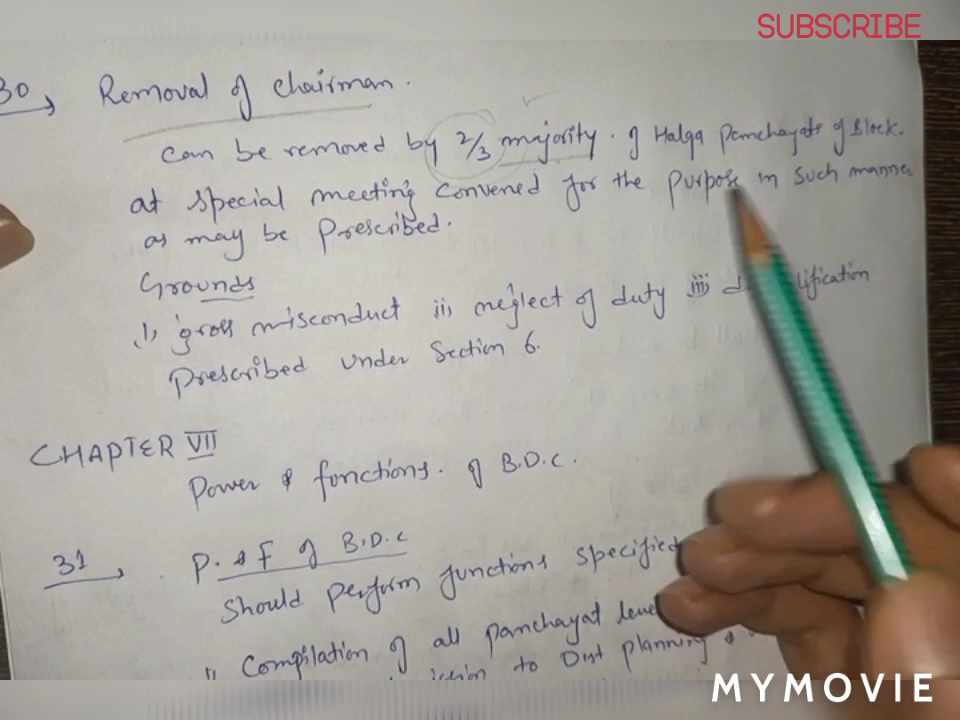 SUBSCRIBE
30, Removal of chairman.
can be removed by 2/3 majority. of Halqa Panchayats of Block.
at special meeting convened for the purpose in such manner
as may be prescribed.
Grounds
i, gross misconduct ii, neglect of duty iii
prescribed under Section 6.
CHAPTER VII
Power & functions. of B.D.C.
31, P. & F of B.D.C
should perform functions specified
1, Compilation of all panchayat
to Dist planning &
MYMOVIE